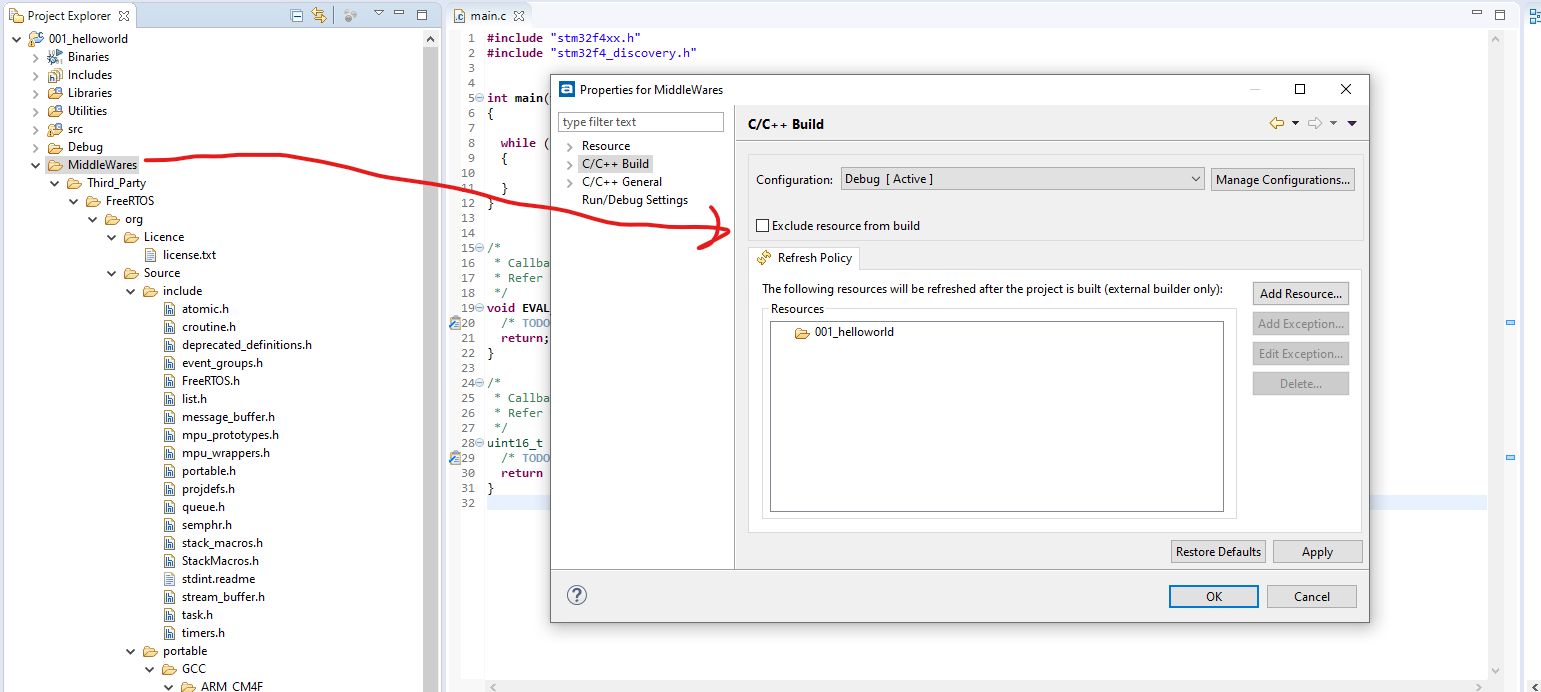 Project Explorer
001_helloworld
Binaries
Includes
Libraries
Utilities
src
Debug
MiddleWares
Third_Party
FreeRTOS
org
Licence
license.txt
Source
include
atomic.h
croutine.h
deprecated_definitions.h
event_groups.h
FreeRTOS.h
list.h
message_buffer.h
mpu_prototypes.h
mpu_wrappers.h
portable.h
projdefs.h
queue.h
semphr.h
stack_macros.h
StackMacros.h
stdint.readme
stream_buffer.h
task.h
timers.h
portable
GCC
ARM_CM4F
main.c
1 #include "stm32f4xx.h"
2 #include "stm32f4_discovery.h"
3
4
5 int main(
6 {
7
8 while (
9 {
10
11 }
12 }
13
14
15 /*
16 * Callba
17 * Refer
18 */
19 void EVAL
20 /* TODO
21 return;
22 }
23
24 /*
25 * Callba
26 * Refer
27 */
28 uint16_t
29 /* TODO
30 return
31 }
32
Properties for MiddleWares
type filter text
Resource
C/C++ Build
C/C++ General
Run/Debug Settings
C/C++ Build
Configuration: Debug [ Active ] Manage Configurations...
Exclude resource from build
Refresh Policy
The following resources will be refreshed after the project is built (external builder only):
Resources
001_helloworld
Add Resource...
Add Exception...
Edit Exception...
Delete...
Restore Defaults Apply
OK Cancel